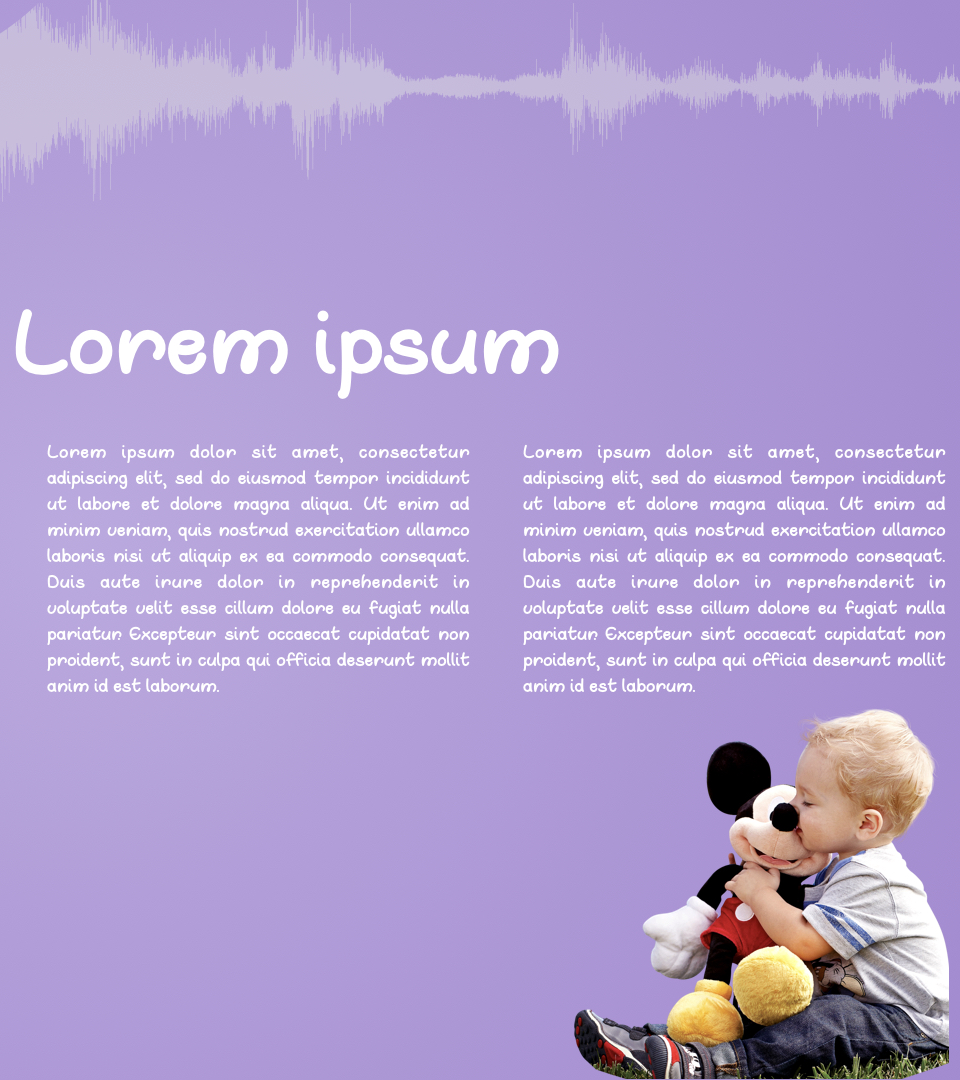 Lorem ipsum
Lorem ipsum dolor sit amet, consectetur
adipiscing elit, sed do eiusmod tempor incididunt
ut labore et dolore magna aliqua. Ut enim ad
minim veniam, quis nostrud exercitation ullamco
laboris nisi ut aliquip ex ea commodo consequat.
Duis aute irure dolor in reprehenderit in
voluptate velit esse cillum dolore eu fugiat nulla
pariatur. Excepteur sint occaecat cupidatat non
proident, sunt in culpa qui officia deserunt mollit
anim id est laborum.
Lorem ipsum dolor sit amet, consectetur
adipiscing elit, sed do eiusmod tempor incididunt
ut labore et dolore magna aliqua. Ut enim ad
minim veniam, quis nostrud exercitation ullamco
laboris nisi ut aliquip ex ea commodo consequat.
Duis aute irure dolor in reprehenderit in
voluptate velit esse cillum dolore eu fugiat nulla
pariatur. Excepteur sint occaecat cupidatat non
proident, sunt in culpa qui officia deserunt mollit
anim id est laborum.